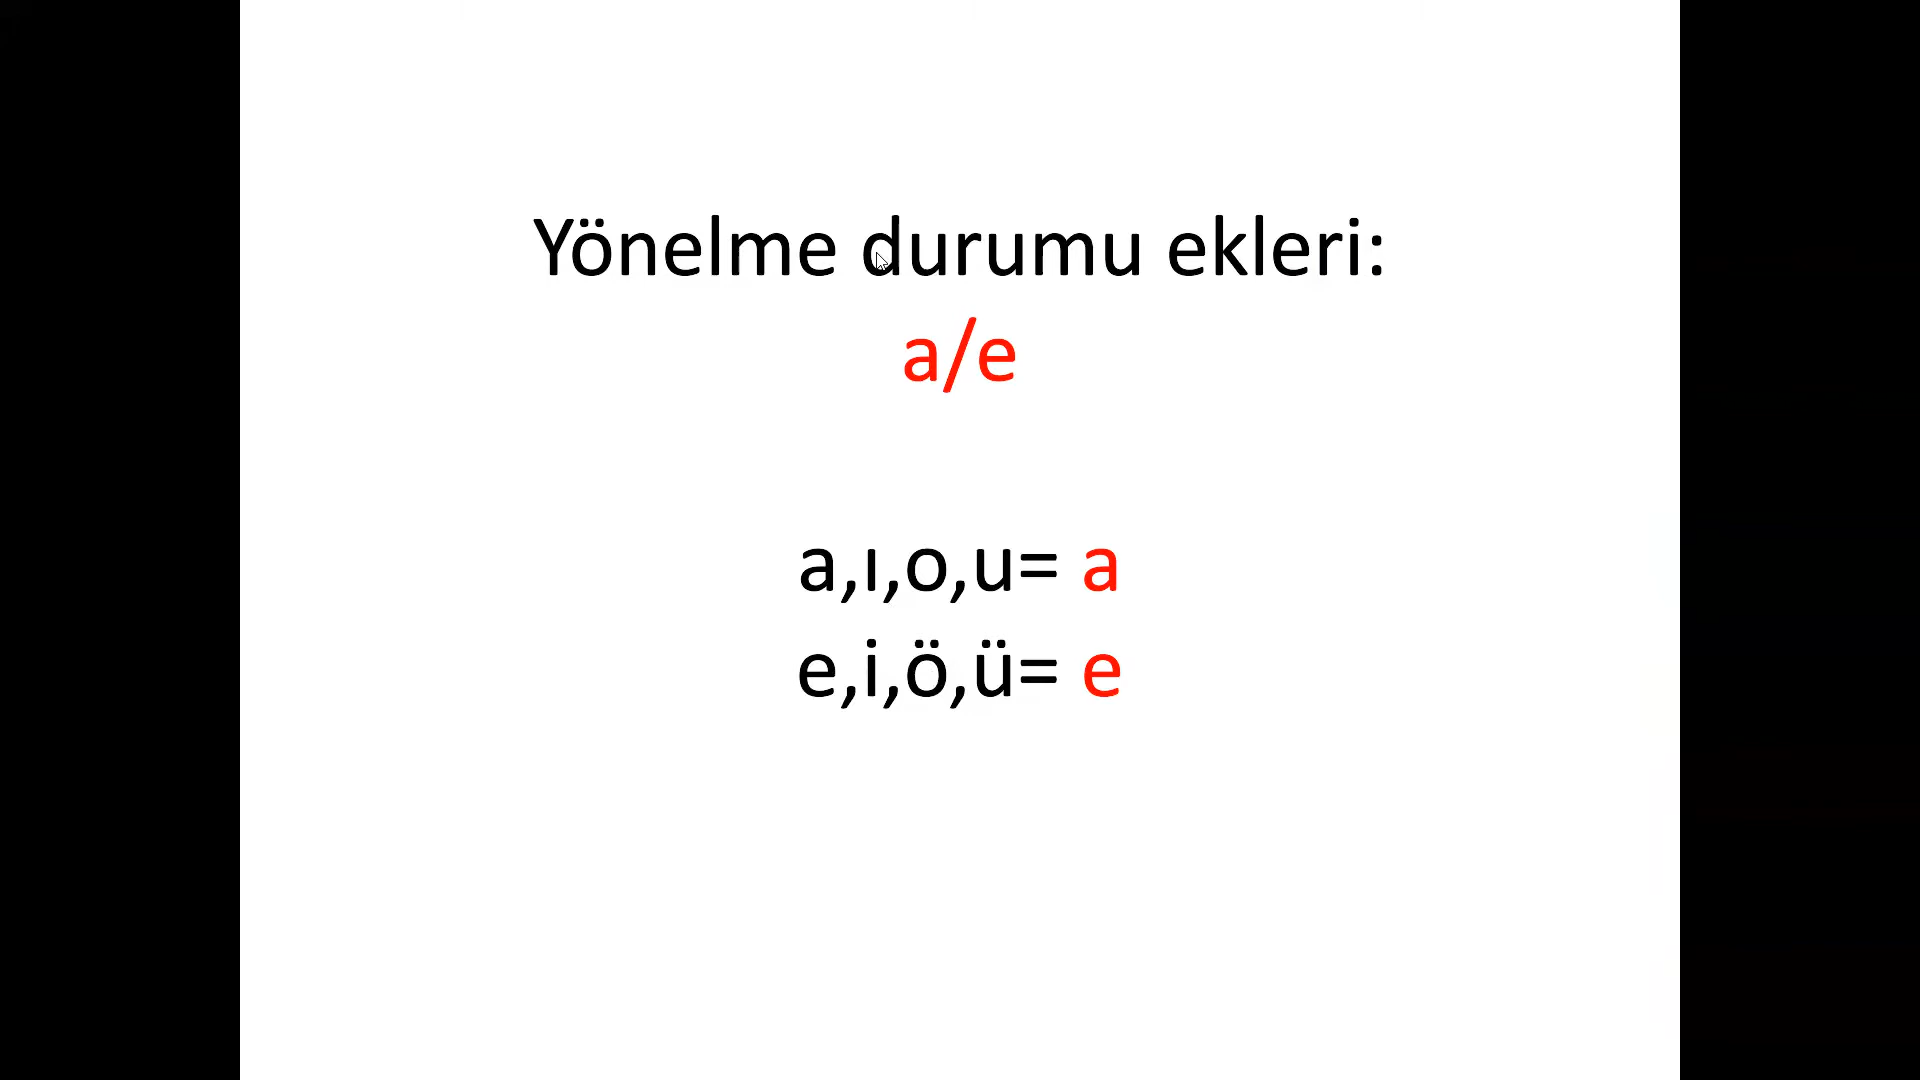 Yönelme durumu ekleri:
a/e
a,ı,o,u= a
e,i,ö,ü= e